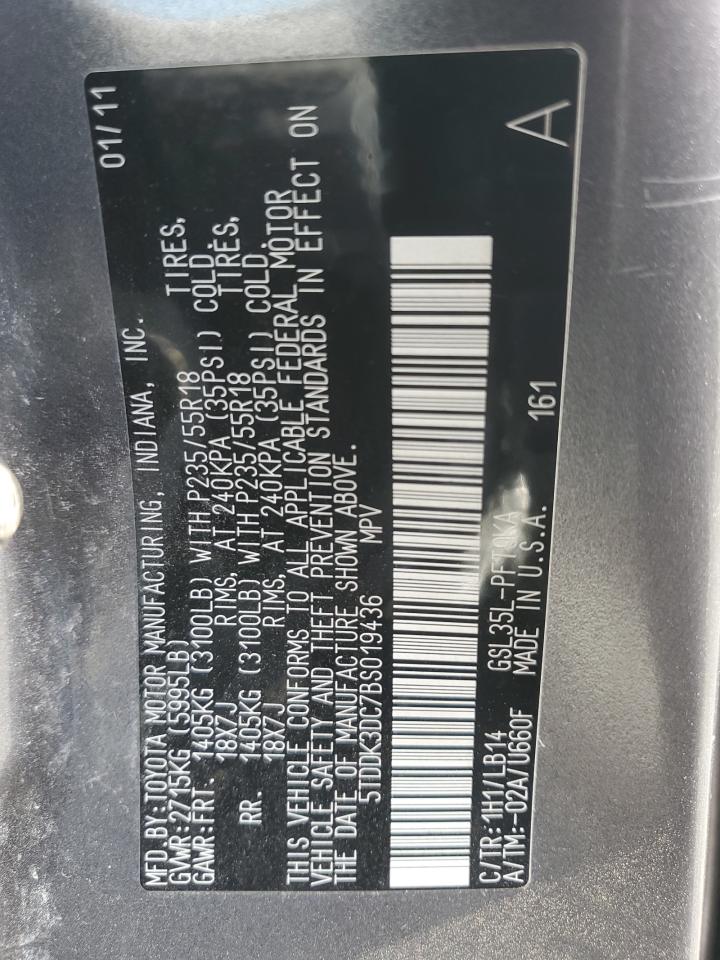 01/11
MFD.BY:TOYOTA MOTOR MANUFACTURING, INDIANA, INC.
GVWR:2715KG (5995LB)
GAWR:FRT. 1405KG (3100LB) WITH P235/55R18 TIRES,
18X7J RIMS, AT 240KPA (35PSI) COLD.
RR. 1405KG (3100LB) WITH P235/55R18 TIRES,
18X7J RIMS, AT 240KPA (35PSI) COLD.
THIS VEHICLE CONFORMS TO ALL APPLICABLE FEDERAL MOTOR
VEHICLE SAFETY AND THEFT PREVENTION STANDARDS IN EFFECT ON
THE DATE OF MANUFACTURE SHOWN ABOVE.
5TDDK3DC7BS019436 MPV
C/TR:1H1/LB14 GSL35L-PFTQKA 161
A/TM:-02A/U660F MADE IN U.S.A.
A